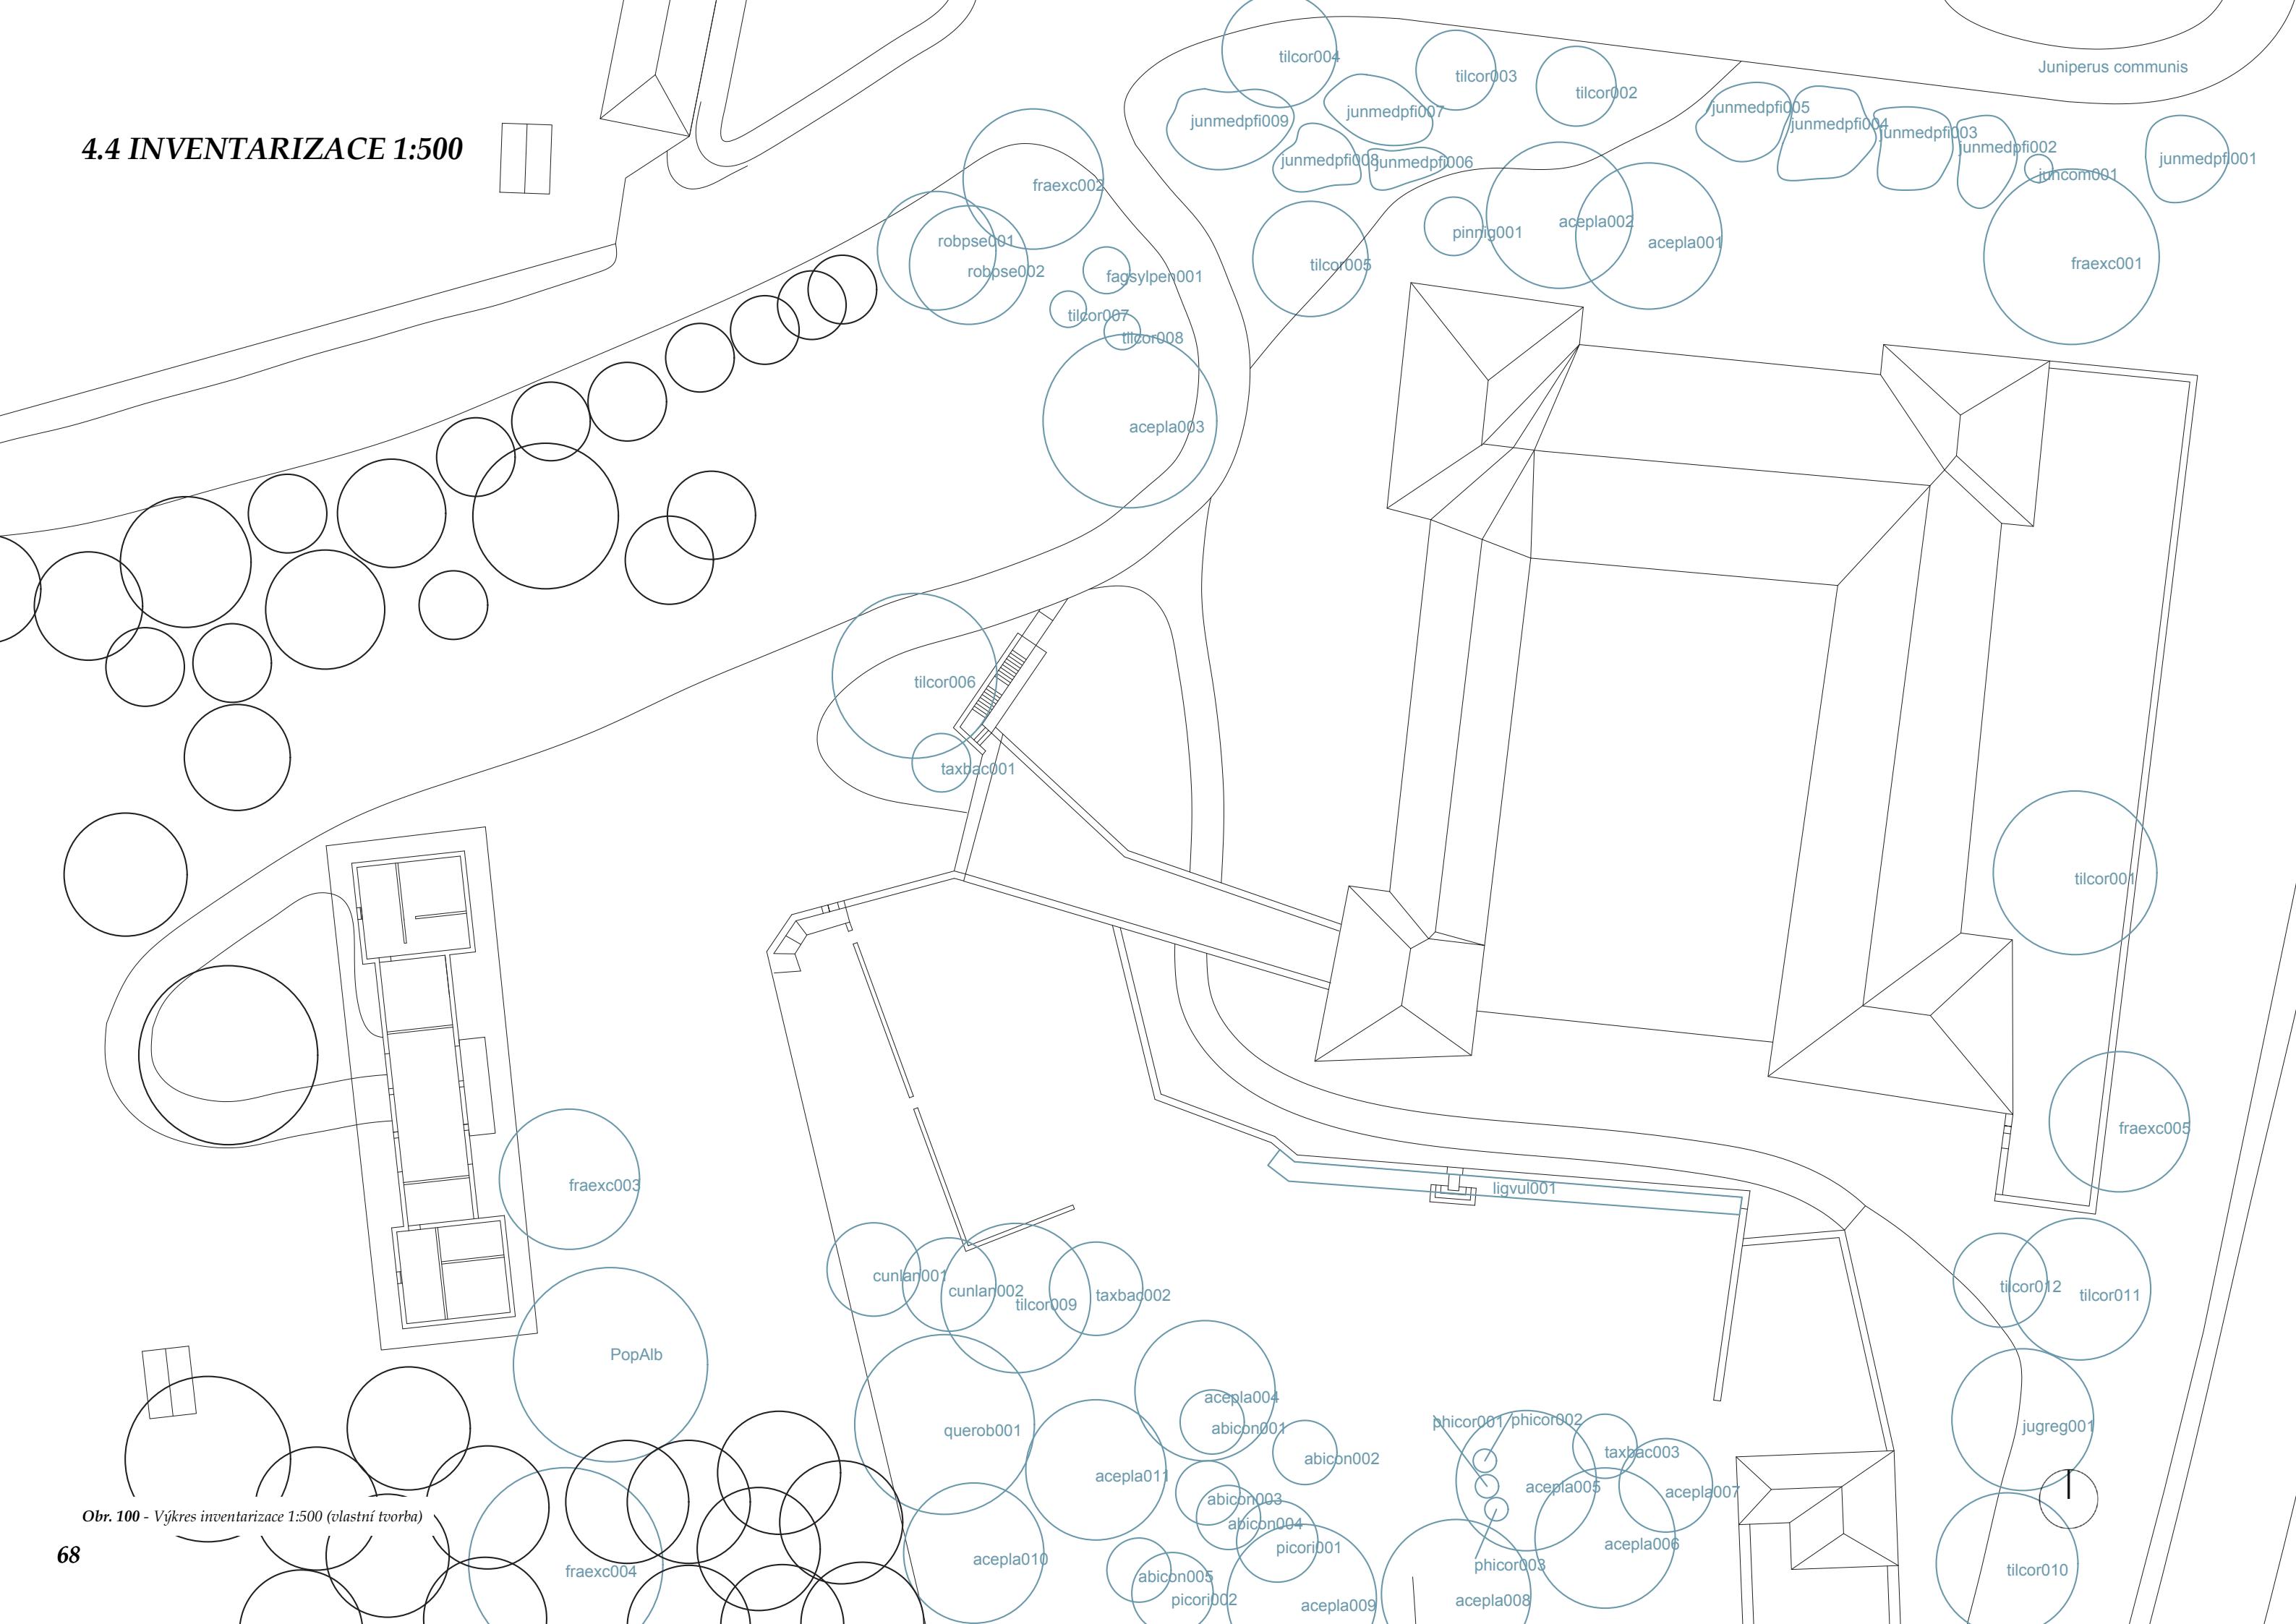 tilcor004
Juniperus communis
tilcor003
tilcor002
junmedpfi005
junmedpfi007
junmedpfi009
junmedpfi004
junmedpfi003
4.4 INVENTARIZACE 1:500
junmedpfi002
junmedpfi008
junmedpfi006
junmedpfi001
juncom001
fraexc002
acepla002
pinnig001
robpse001
acepla001
tilcor005
fraexc001
robpse002
fagsylpen001
tilcor007
tilcor008
acepla003
tilcor006
taxbac001
tilcor001
fraexc005
fraexc003
ligvul001
cunlan001
tilcor012
cunlan002
taxbac002
tilcor011
tilcor009
PopAlb
acepla004
phicor001
phicor002
jugreg001
abicon001
querob001
taxbac003
abicon002
acepla011
acepla005
acepla007
abicon003
Obr. 100 - Výkres inventarizace 1:500 (vlastní tvorba)
abicon004
acepla006
picori001
68
acepla010
phicor003
fraexc004
tilcor010
abicon005
picori002
acepla008
acepla009